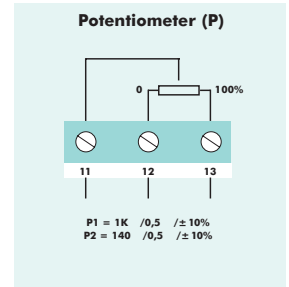 Potentiometer (P)
0 100%
11 12 13
P1 = 1K /0,5 /± 10%
P2 = 140 /0,5 /± 10%